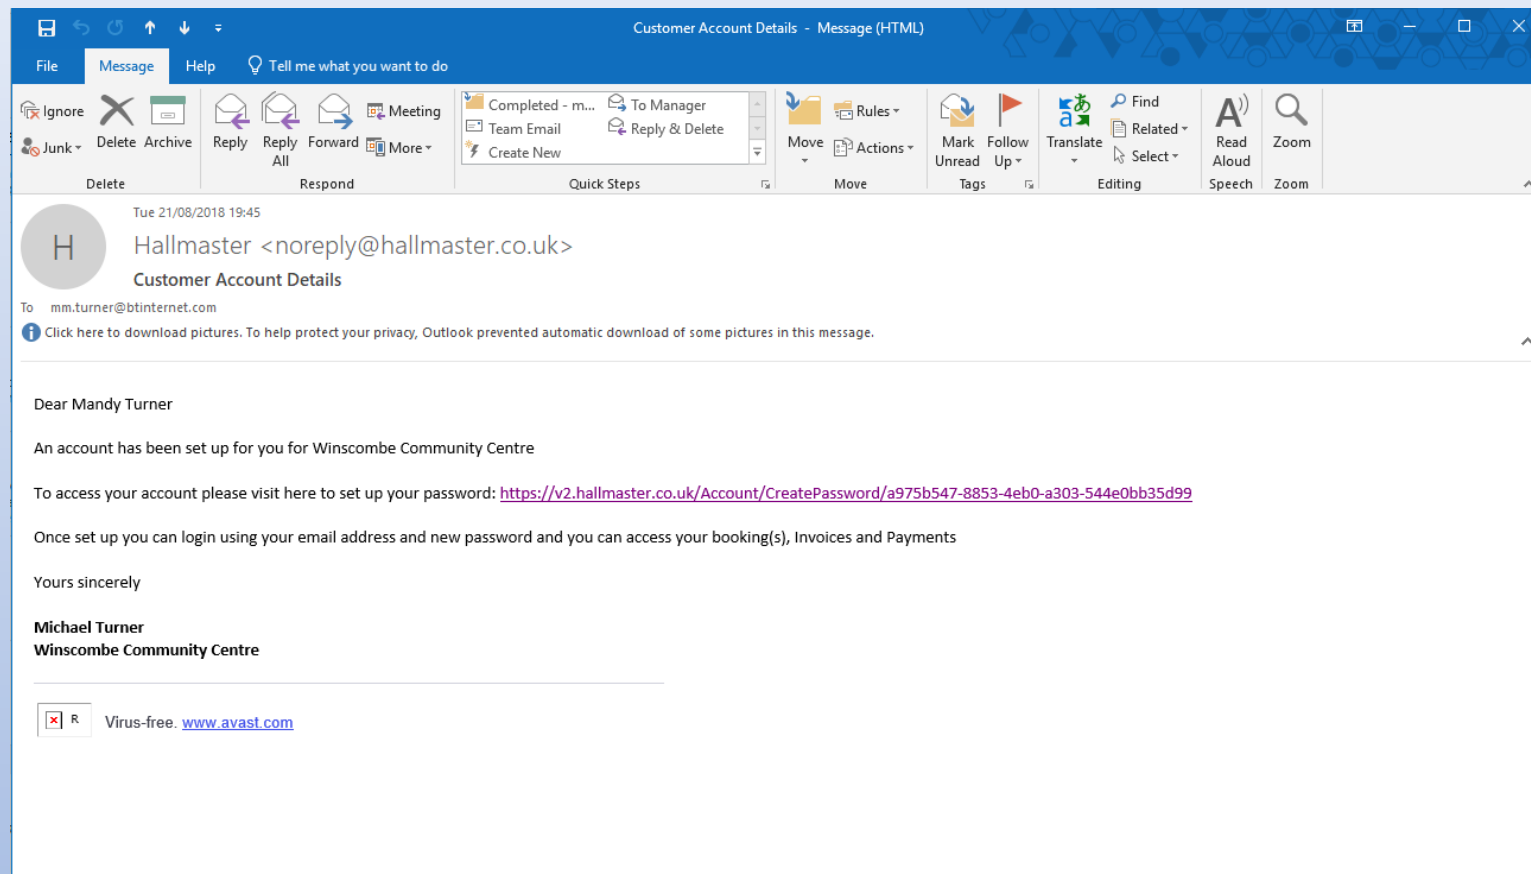 Customer Account Details - Message (HTML)
File Message Help Tell me what you want to do
Ignore
Junk
Delete
Archive
Delete
Reply
Reply All
Forward
Meeting
More
Respond
Completed - m...
To Manager
Team Email
Reply & Delete
Create New
Quick Steps
Move
Rules
Actions
Move
Mark Unread
Follow Up
Tags
Translate
Find
Related
Select
Editing
Read Aloud
Speech
Zoom
Zoom
H
Tue 21/08/2018 19:45
Hallmaster <noreply@hallmaster.co.uk>
Customer Account Details
To mm.turner@btinternet.com
Click here to download pictures. To help protect your privacy, Outlook prevented automatic download of some pictures in this message.
Dear Mandy Turner
An account has been set up for you for Winscombe Community Centre
To access your account please visit here to set up your password: https://v2.hallmaster.co.uk/Account/CreatePassword/a975b547-8853-4eb0-a303-544e0bb35d99
Once set up you can login using your email address and new password and you can access your booking(s), Invoices and Payments
Yours sincerely
Michael Turner
Winscombe Community Centre
R Virus-free. www.avast.com